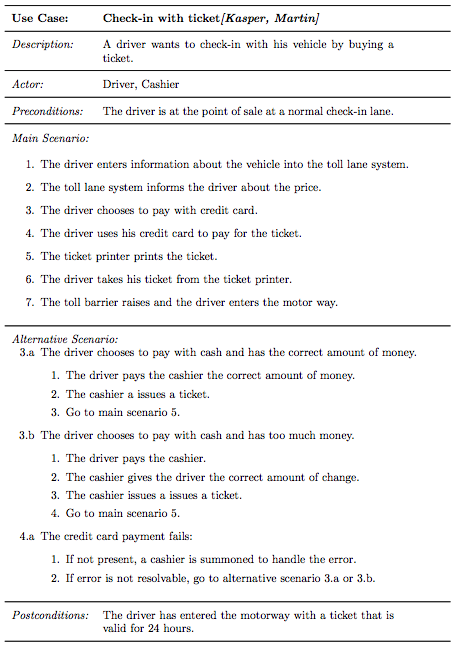 Use Case: Check-in with ticket[Kasper, Martin]
Description: A driver wants to check-in with his vehicle by buying a
ticket.
Actor: Driver, Cashier
Preconditions: The driver is at the point of sale at a normal check-in lane.
Main Scenario:
1. The driver enters information about the vehicle into the toll lane system.
2. The toll lane system informs the driver about the price.
3. The driver chooses to pay with credit card.
4. The driver uses his credit card to pay for the ticket.
5. The ticket printer prints the ticket.
6. The driver takes his ticket from the ticket printer.
7. The toll barrier raises and the driver enters the motor way.
Alternative Scenario:
3.a The driver chooses to pay with cash and has the correct amount of money.
1. The driver pays the cashier the correct amount of money.
2. The cashier a issues a ticket.
3. Go to main scenario 5.
3.b The driver chooses to pay with cash and has too much money.
1. The driver pays the cashier.
2. The cashier gives the driver the correct amount of change.
3. The cashier issues a issues a ticket.
4. Go to main scenario 5.
4.a The credit card payment fails:
1. If not present, a cashier is summoned to handle the error.
2. If error is not resolvable, go to alternative scenario 3.a or 3.b.
Postconditions: The driver has entered the motorway with a ticket that is
valid for 24 hours.